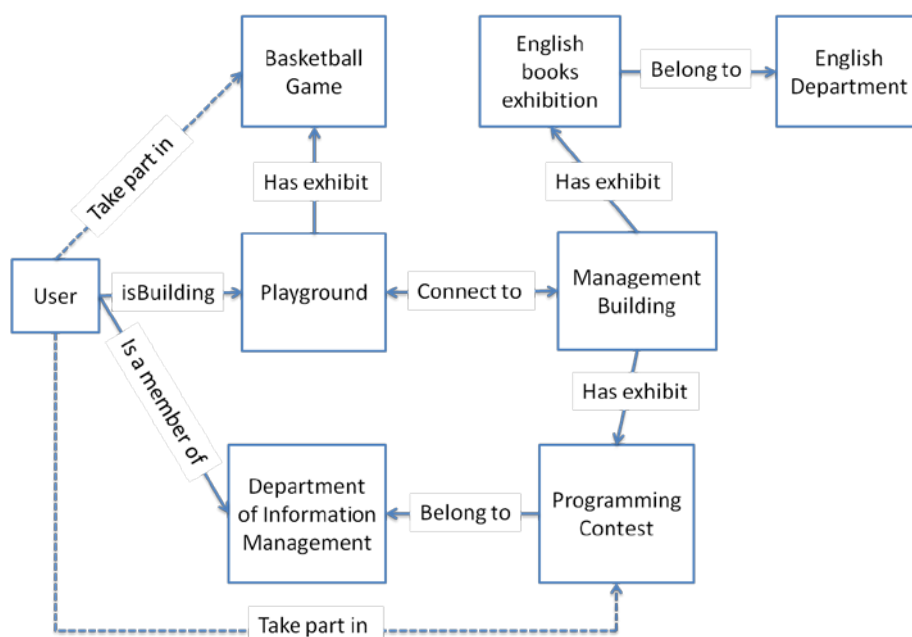 Basketball
Game
English
books
exhibition
Belong to
English
Department
Take part in
Has exhibit
Has exhibit
User
isBuilding
Playground
Connect to
Management
Building
Is a member of
Has exhibit
Department
of Information
Management
Belong to
Programming
Contest
Take part in